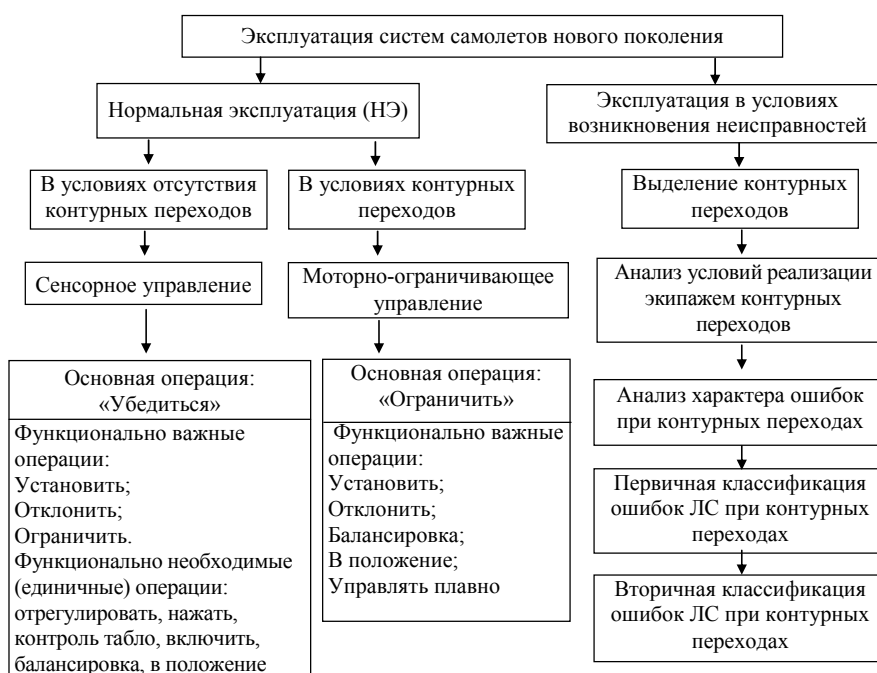 Эксплуатация систем самолетов нового поколения
Нормальная эксплуатация (НЭ)
Эксплуатация в условиях
возникновения неисправностей
В условиях отсутствия
контурных переходов
В условиях контурных
переходов
Выделение контурных
переходов
Сенсорное управление
Моторно-ограничивающее
управление
Анализ условий реализации
экипажем контурных
переходов
Основная операция:
«Убедиться»
Функционально важные
операции:
Установить;
Отклонить;
Ограничить.
Функционально необходимые
(единичные) операции:
отрегулировать, нажать,
контроль табло, включить,
балансировка, в положение
Основная операция:
«Ограничить»
Функционально важные
операции:
Установить;
Отклонить;
Балансировка;
В положение;
Управлять плавно
Анализ характера ошибок
при контурных переходах
Первичная классификация
ошибок ЛС при контурных
переходах
Вторичная классификация
ошибок ЛС при контурных
переходах